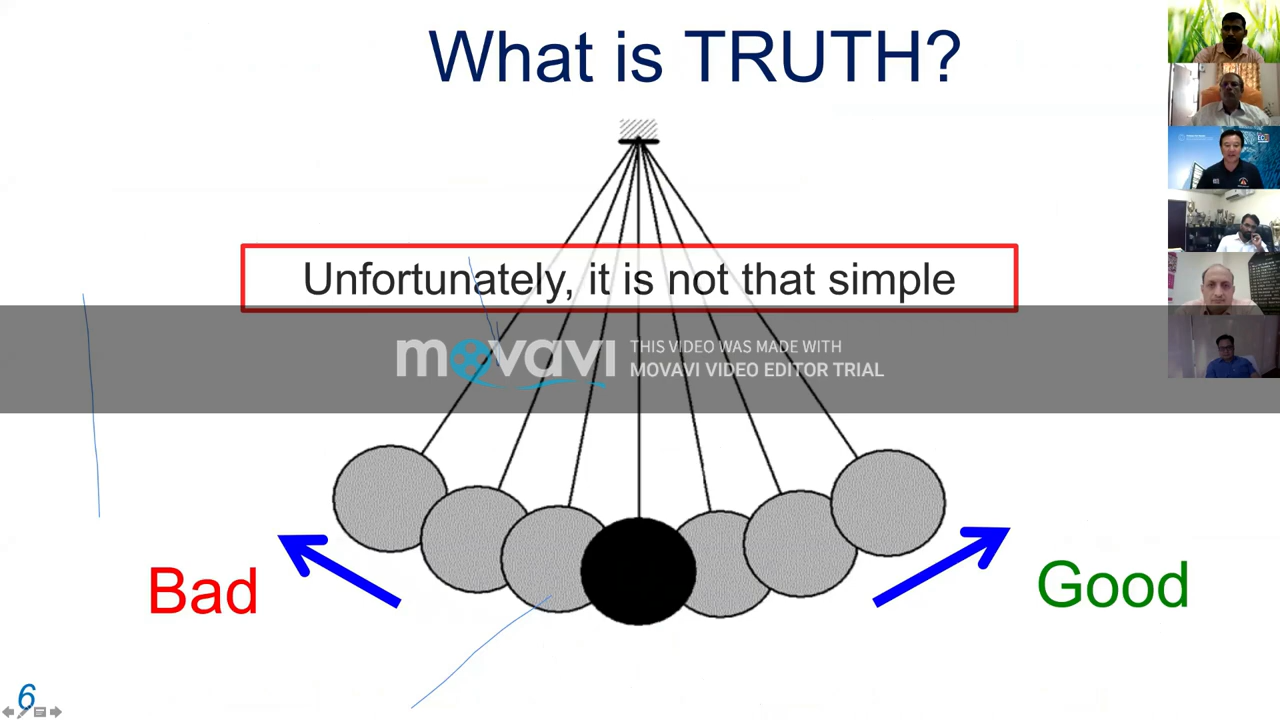 What is TRUTH?
Unfortunately, it is not that simple
movavi
THIS VIDEO WAS MADE WITH
MOVAVI VIDEO EDITOR TRIAL
Bad
Good
6